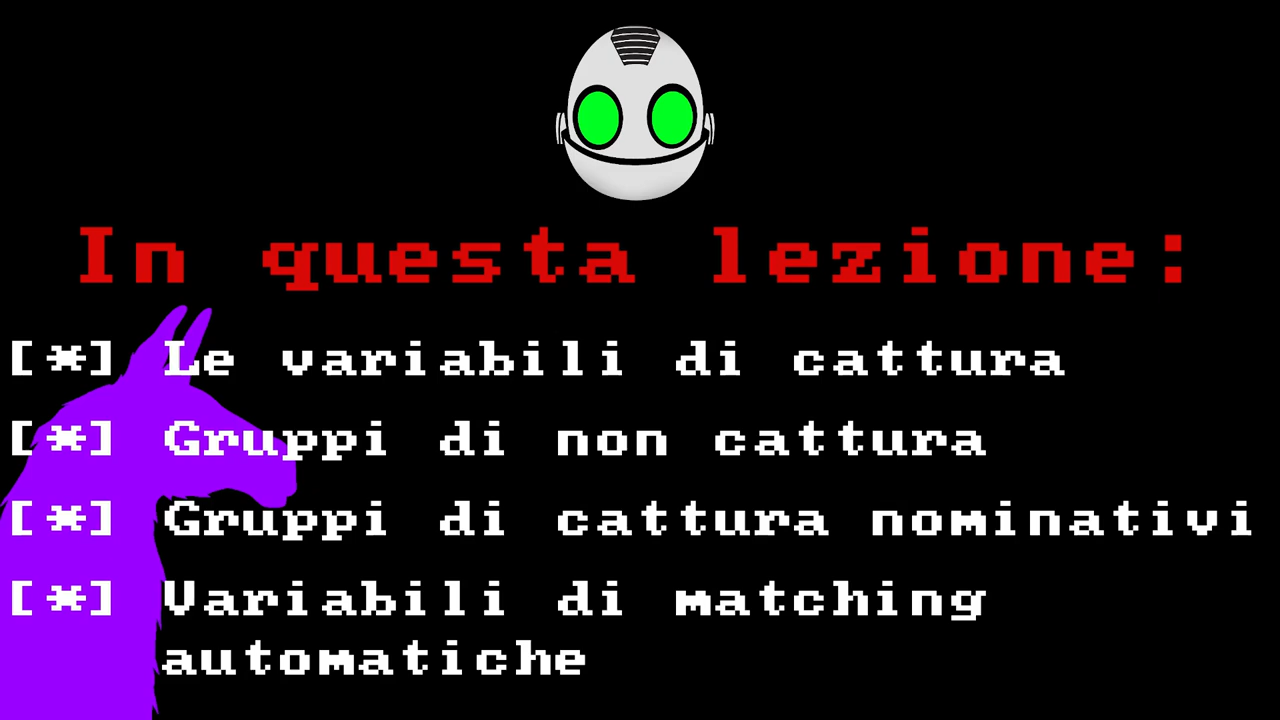 In questa lezione:
[*] Le variabili di cattura
[*] Gruppi di non cattura
[*] Gruppi di cattura nominativi
[*] Variabili di matching
automatiche